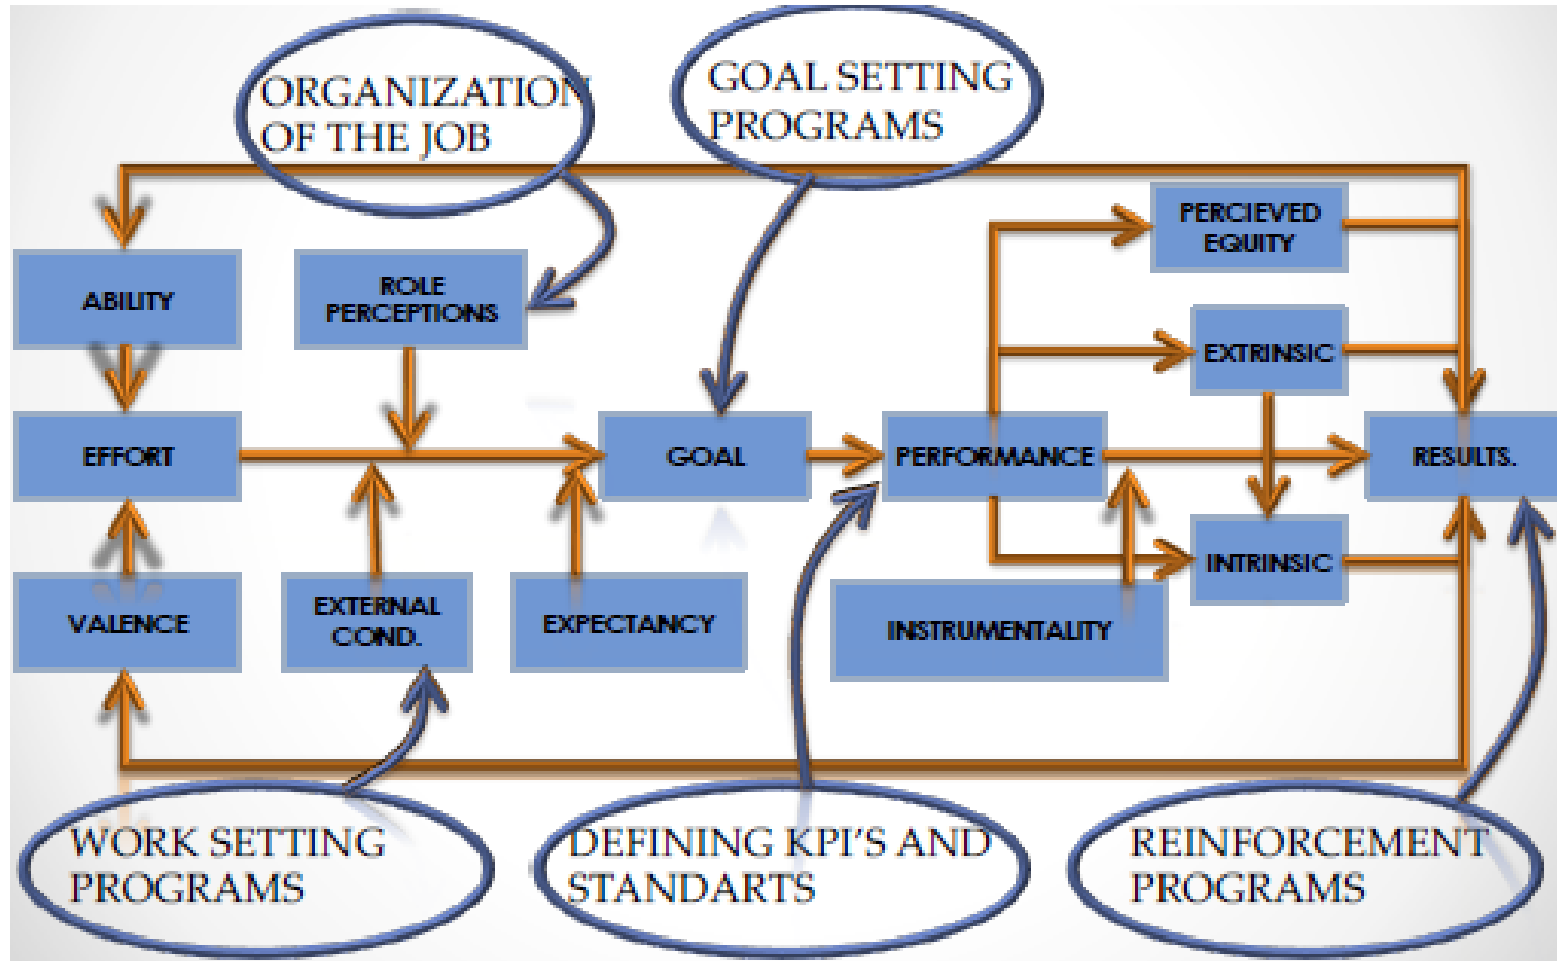 ORGANIZATION
OF THE JOB
GOAL SETTING
PROGRAMS
PERCIEVED
EQUITY
ABILITY
ROLE
PERCEPTIONS
EXTRINSIC
EFFORT
GOAL
PERFORMANCE
RESULTS.
INTRINSIC
VALENCE
EXTERNAL
COND.
EXPECTANCY
INSTRUMENTALITY
WORK SETTING
PROGRAMS
DEFINING KPI'S AND
STANDARTS
REINFORCEMENT
PROGRAMS